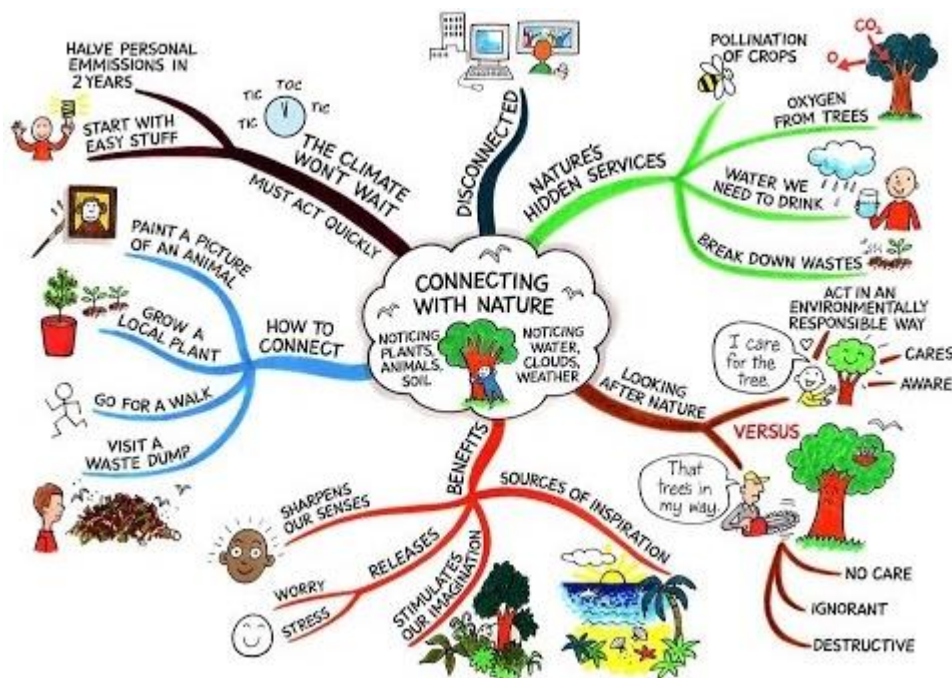 CONNECTING
WITH NATURE
NOTICING
PLANTS,
ANIMALS,
SOIL
NOTICING
WATER,
CLOUDS,
WEATHER
DISCONNECTED
NATURE'S
HIDDEN SERVICES
POLLINATION
OF CROPS
OXYGEN
FROM TREES
CO2
O
WATER WE
NEED TO DRINK
BREAK DOWN WASTES
LOOKING
AFTER NATURE
ACT IN AN
ENVIRONMENTALLY
RESPONSIBLE WAY
I care
for the
tree.
CARES
AWARE
VERSUS
That
tree's in
my way.
NO CARE
IGNORANT
DESTRUCTIVE
BENEFITS
SOURCES OF INSPIRATION
STIMULATES
OUR IMAGINATION
RELEASES
WORRY
STRESS
SHARPENS
OUR SENSES
HOW TO
CONNECT
PAINT A PICTURE
OF AN ANIMAL
GROW A
LOCAL PLANT
GO FOR A WALK
VISIT A
WASTE DUMP
THE CLIMATE
WON'T WAIT
MUST ACT QUICKLY
TIC
TOC
TIC
TIC
TIC
HALVE PERSONAL
EMMISSIONS IN
2 YEARS
START WITH
EASY STUFF